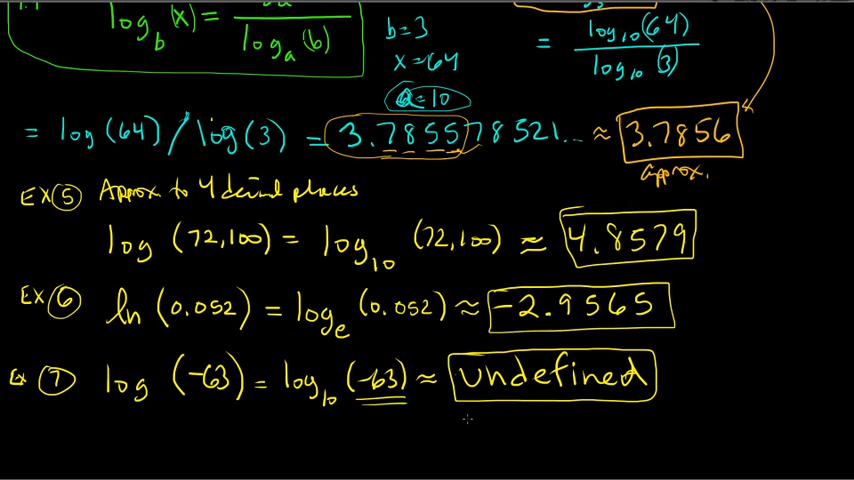 log_b(x) =
log_a(b)
b=3
x=64
a=10
= log_10(64)
log_10(3)
= log(64)/log(3) = 3.785578521... ≈ 3.7856
approx.
EX 5 Approx. to 4 decimal places
log (72,100) = log_10 (72,100) ≈ 4.8579
EX 6 ln (0.052) = log_e (0.052) ≈ -2.9565
Ex 7 log (-63) = log_10 (-63) ≈ undefined